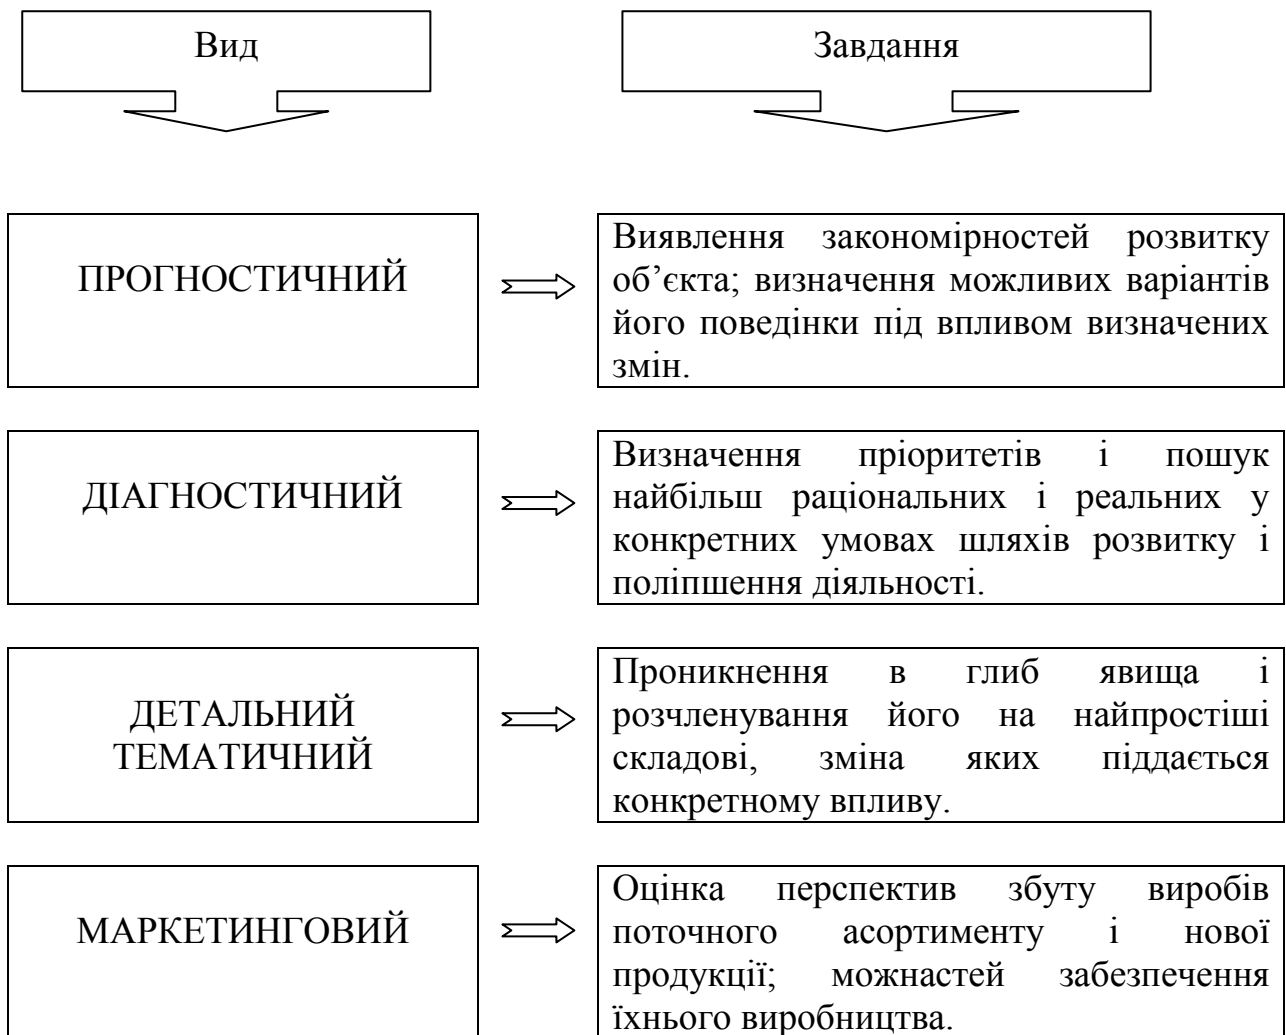 Вид
Завдання
ПРОГНОСТИЧНИЙ
Виявлення закономірностей розвитку
об’єкта; визначення можливих варіантів
його поведінки під впливом визначених
змін.
ДІАГНОСТИЧНИЙ
Визначення пріоритетів і пошук
найбільш раціональних і реальних у
конкретних умовах шляхів розвитку і
поліпшення діяльності.
ДЕТАЛЬНИЙ
ТЕМАТИЧНИЙ
Проникнення в глиб явища і
розчленування його на найпростіші
складові, зміна яких піддається
конкретному впливу.
МАРКЕТИНГОВИЙ
Оцінка перспектив збуту виробів
поточного асортименту і нової
продукції; можнастей забезпечення
їхнього виробництва.